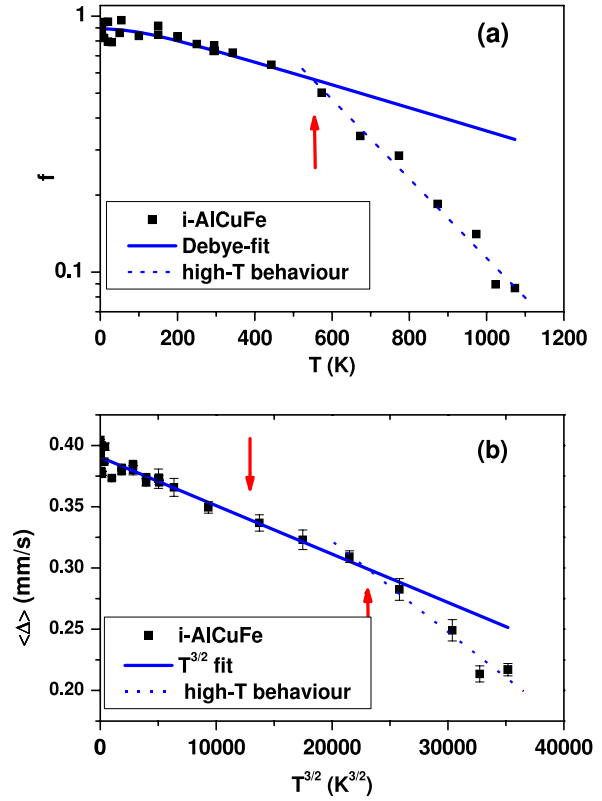 1
(a)
f
i-AlCuFe
Debye-fit
high-T behaviour
0.1
0 200 400 600 800 1000 1200
T (K)
0.40
(b)
0.35
0.30
<Δ> (mm/s)
0.25
i-AlCuFe
T^3/2 fit
high-T behaviour
0.20
0 10000 20000 30000 40000
T^3/2 (K^3/2)